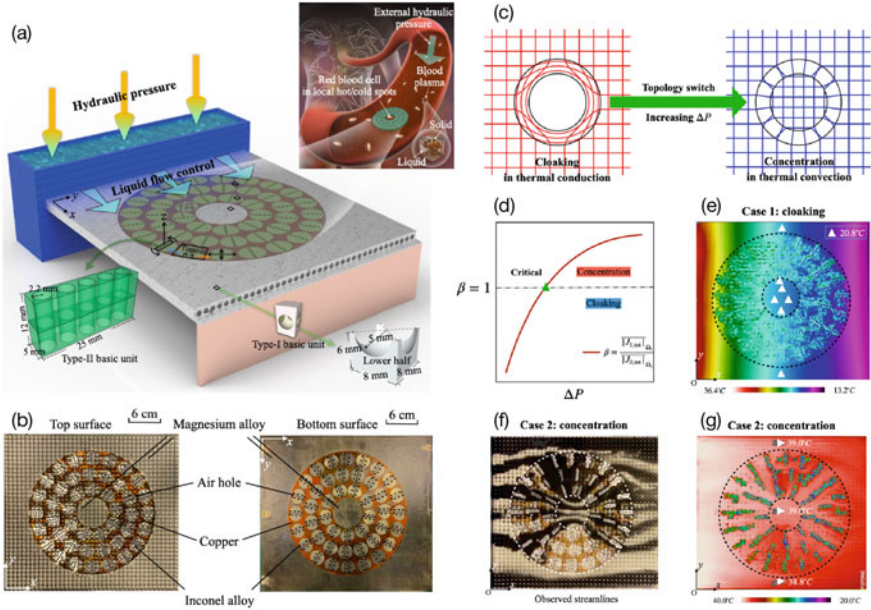 (a)
Hydraulic pressure
Liquid flow control
y
x
2.2 mm
12 mm
5 mm
25 mm
Type-II basic unit
Type-I basic unit
5 mm
6 mm
Lower half
8 mm
8 mm
External hydraulic
pressure
Blood
plasma
Red blood cell
in local hot/cold spots
Solid
Liquid
(b)
Top surface
6 cm
Magnesium alloy
Bottom surface
6 cm
Air hole
Copper
Inconel alloy
y
x
x
y
(c)
Topology switch
Increasing ΔP
Cloaking
in thermal conduction
Concentration
in thermal convection
(d)
Critical
Concentration
β = 1
Cloaking
ΔP
(e)
Case 1: cloaking
20.8°C
y
O
x
36.4°C
13.2°C
(f)
Case 2: concentration
y
O
x
Observed streamlines
(g)
Case 2: concentration
39.0°C
38.8°C
y
O
x
40.0°C
20.0°C